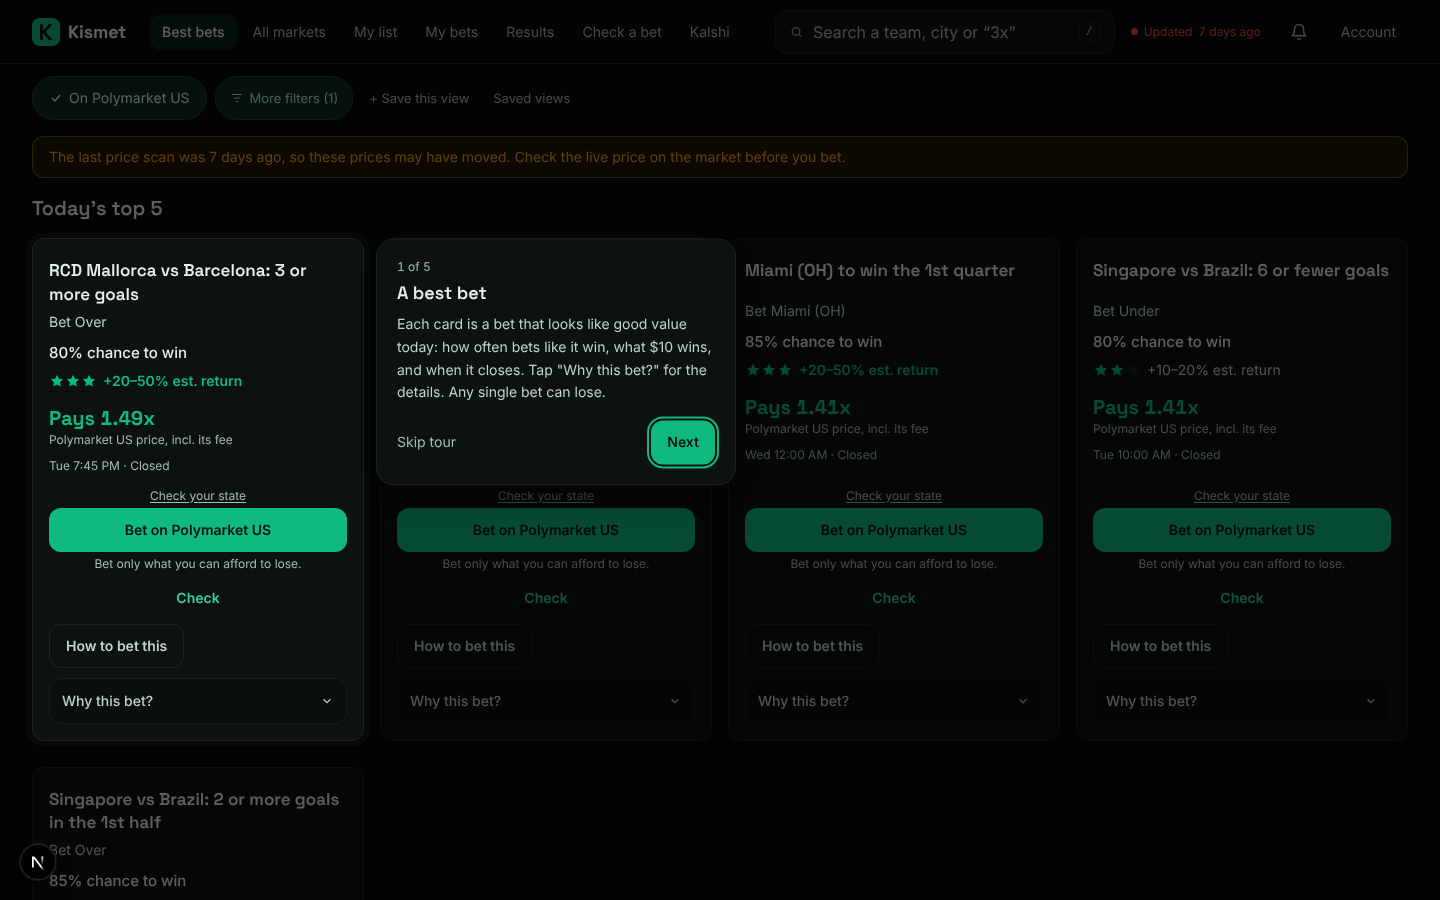 K Kismet
Best bets
All markets
My list
My bets
Results
Check a bet
Kalshi
Search a team, city or “3x”
/
Updated 7 days ago
Account
On Polymarket US
More filters (1)
+ Save this view
Saved views
The last price scan was 7 days ago, so these prices may have moved. Check the live price on the market before you bet.
Today's top 5
RCD Mallorca vs Barcelona: 3 or
more goals
Bet Over
80% chance to win
+20–50% est. return
Pays 1.49x
Polymarket US price, incl. its fee
Tue 7:45 PM · Closed
Check your state
Bet on Polymarket US
Bet only what you can afford to lose.
Check
How to bet this
Why this bet?
1 of 5
A best bet
Each card is a bet that looks like good value
today: how often bets like it win, what $10 wins,
and when it closes. Tap "Why this bet?" for the
details. Any single bet can lose.
Skip tour
Next
Check your state
Bet on Polymarket US
Bet only what you can afford to lose.
Check
How to bet this
Why this bet?
Miami (OH) to win the 1st quarter
Bet Miami (OH)
85% chance to win
+20–50% est. return
Pays 1.41x
Polymarket US price, incl. its fee
Wed 12:00 AM · Closed
Check your state
Bet on Polymarket US
Bet only what you can afford to lose.
Check
How to bet this
Why this bet?
Singapore vs Brazil: 6 or fewer goals
Bet Under
80% chance to win
+10–20% est. return
Pays 1.41x
Polymarket US price, incl. its fee
Tue 10:00 AM · Closed
Check your state
Bet on Polymarket US
Bet only what you can afford to lose.
Check
How to bet this
Why this bet?
Singapore vs Brazil: 2 or more goals
in the 1st half
Bet Over
85% chance to win
N